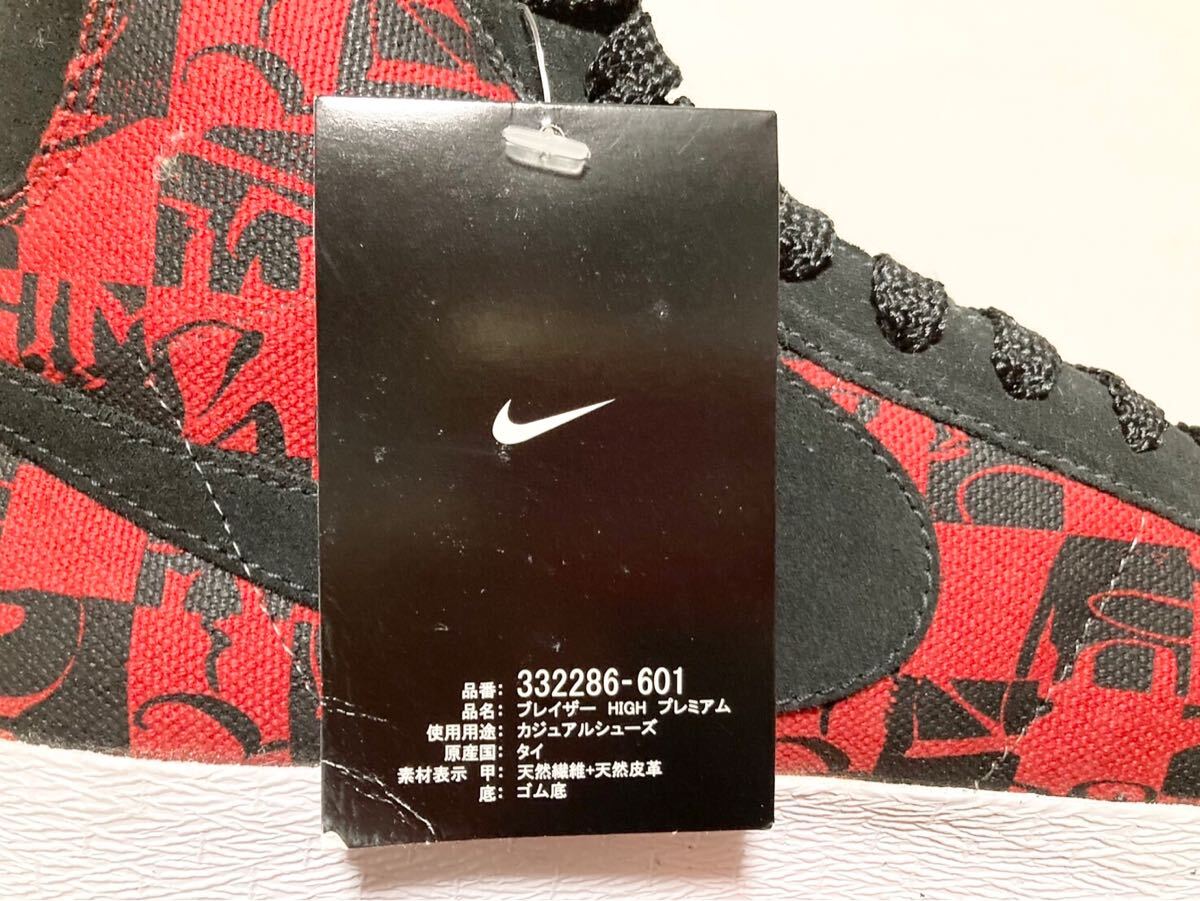 品番: 332286-601
品名: ブレイザー HIGH プレミアム
使用用途: カジュアルシューズ
原産国: タイ
素材表示 甲: 天然繊維+天然皮革
底: ゴム底